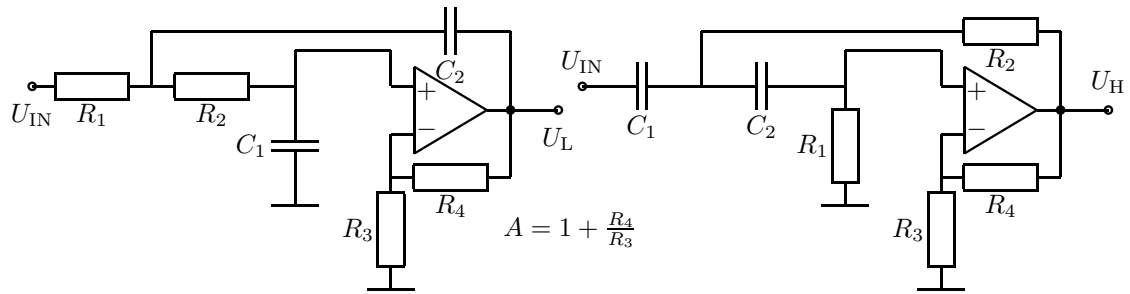 U_IN
R_1
R_2
C_1
C_2
+
−
U_L
R_4
R_3
A = 1 + \frac{R_4}{R_3}
U_IN
C_1
C_2
R_1
R_2
+
−
U_H
R_4
R_3